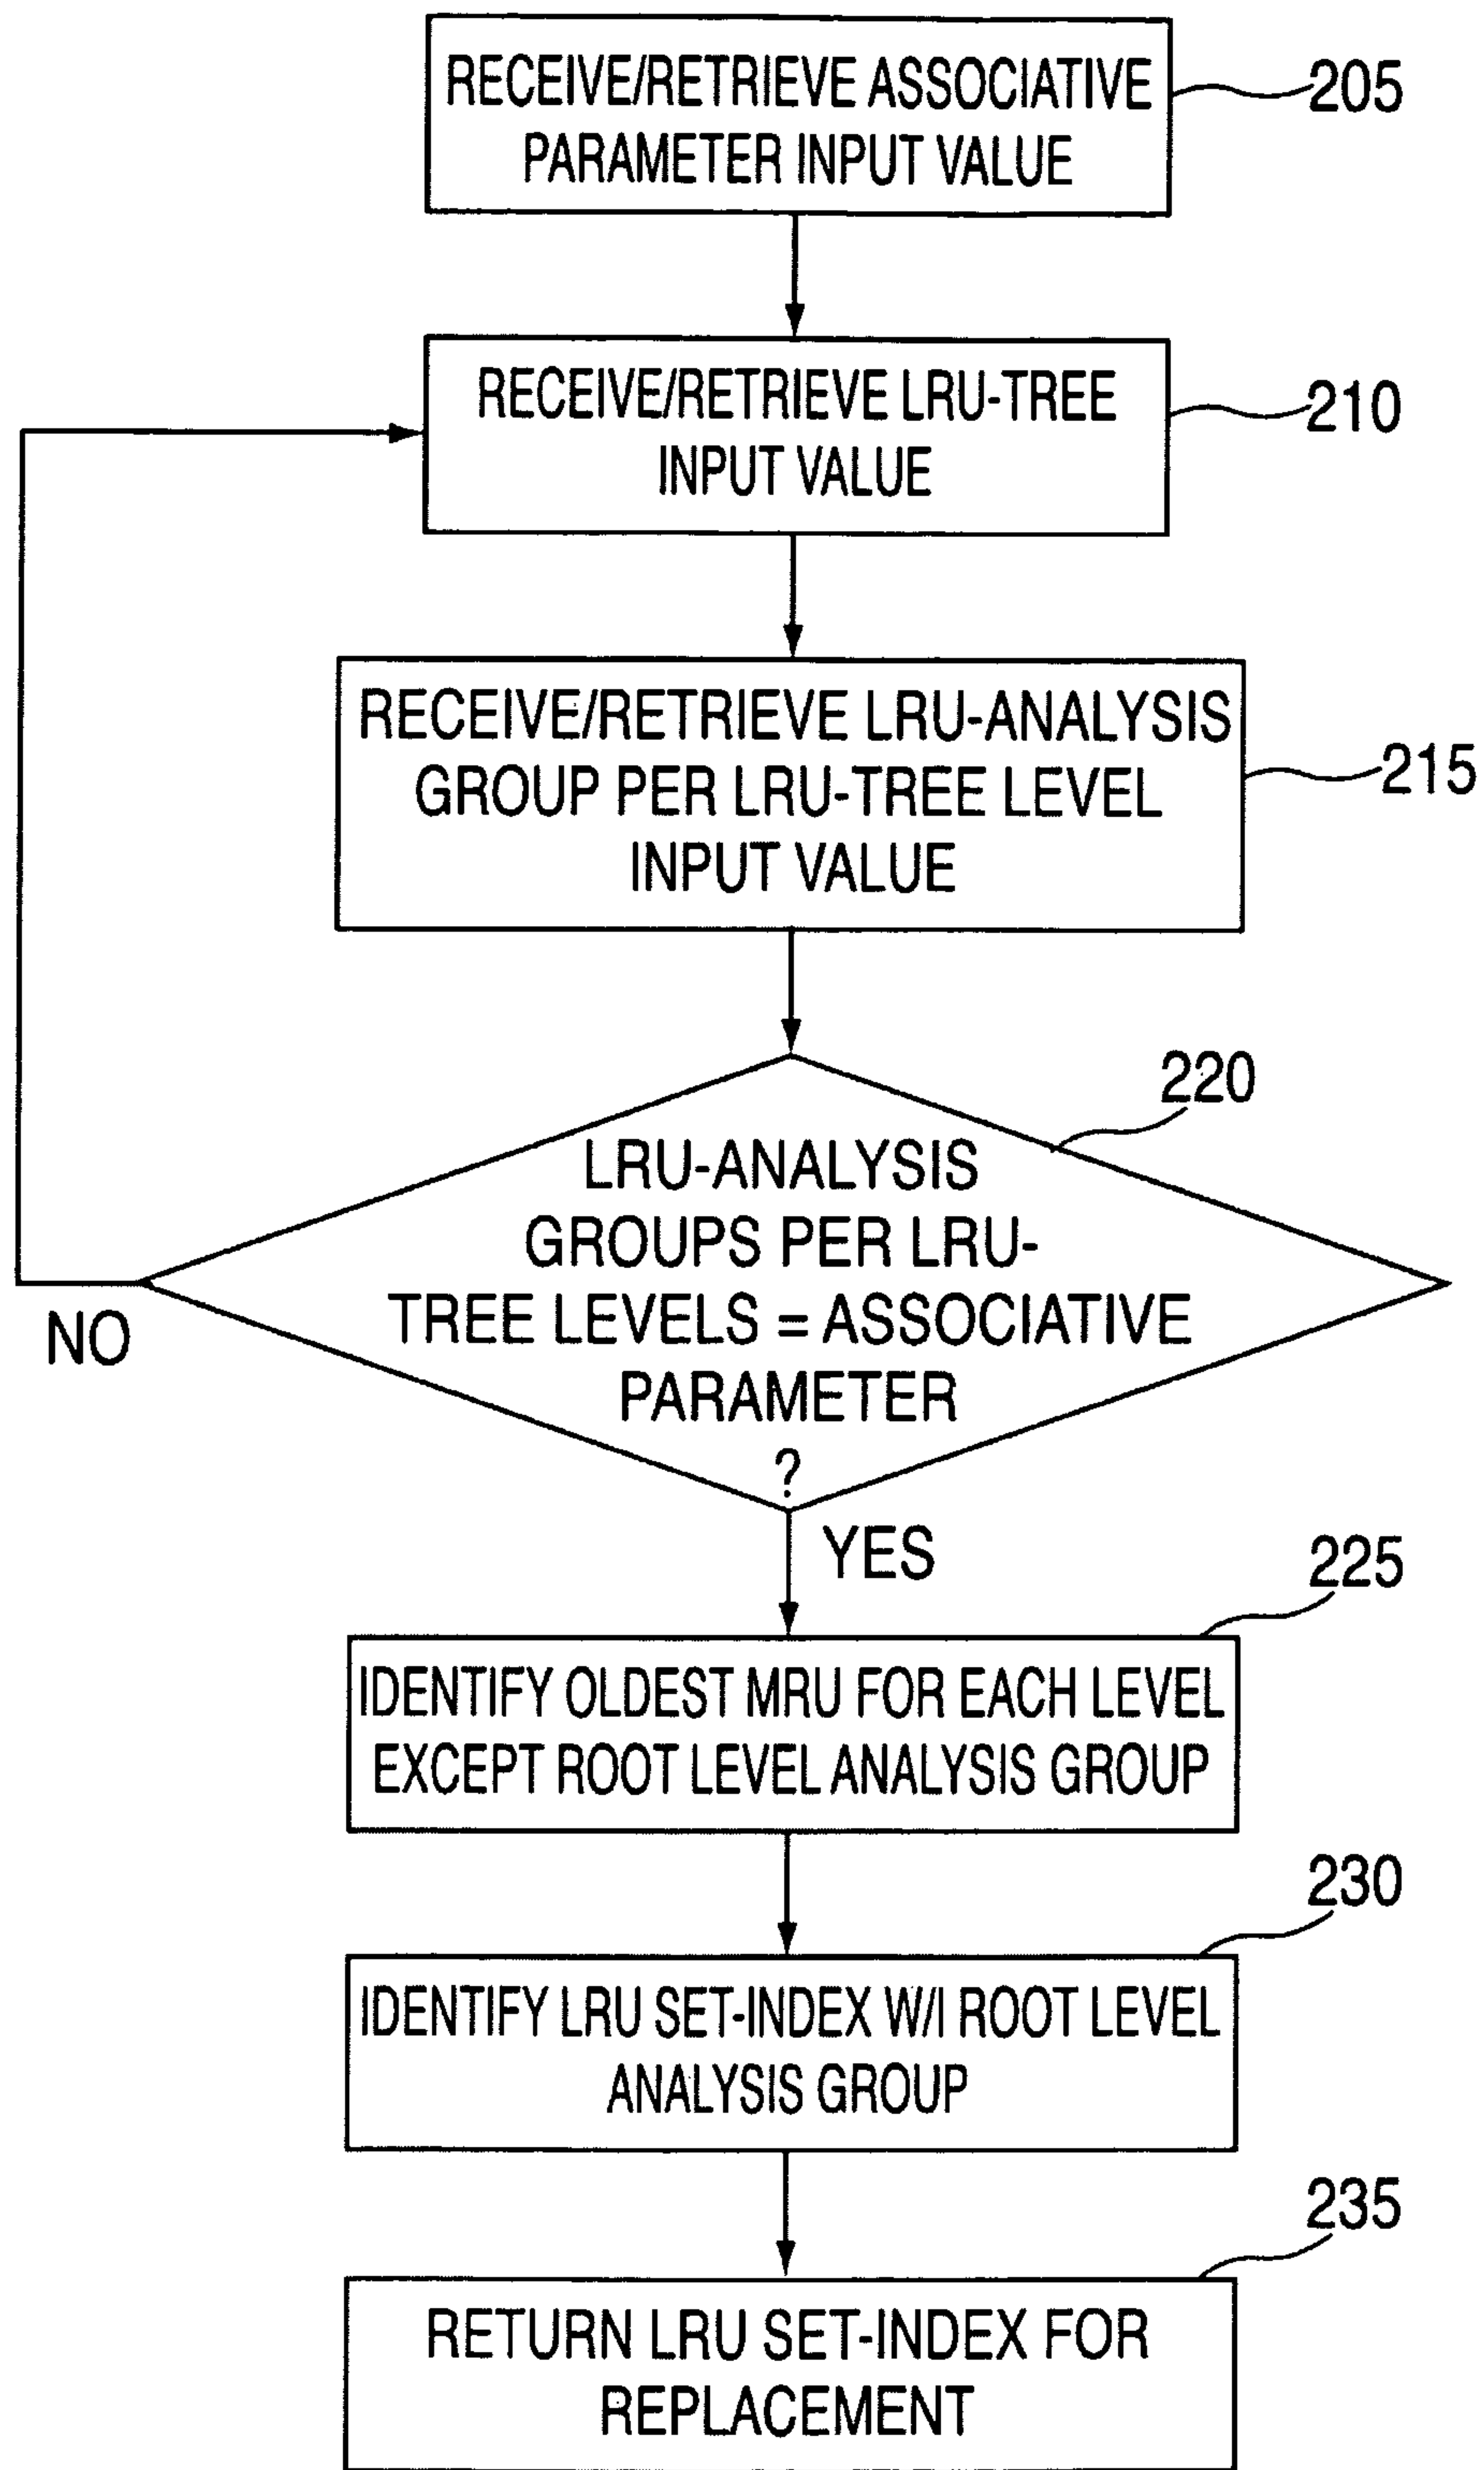 RECEIVE/RETRIEVE ASSOCIATIVE
PARAMETER INPUT VALUE
205
RECEIVE/RETRIEVE LRU-TREE
INPUT VALUE
210
RECEIVE/RETRIEVE LRU-ANALYSIS
GROUP PER LRU-TREE LEVEL
INPUT VALUE
215
220
LRU-ANALYSIS
GROUPS PER LRU-
TREE LEVELS = ASSOCIATIVE
PARAMETER
?
NO
YES
225
IDENTIFY OLDEST MRU FOR EACH LEVEL
EXCEPT ROOT LEVEL ANALYSIS GROUP
230
IDENTIFY LRU SET-INDEX W/I ROOT LEVEL
ANALYSIS GROUP
235
RETURN LRU SET-INDEX FOR
REPLACEMENT